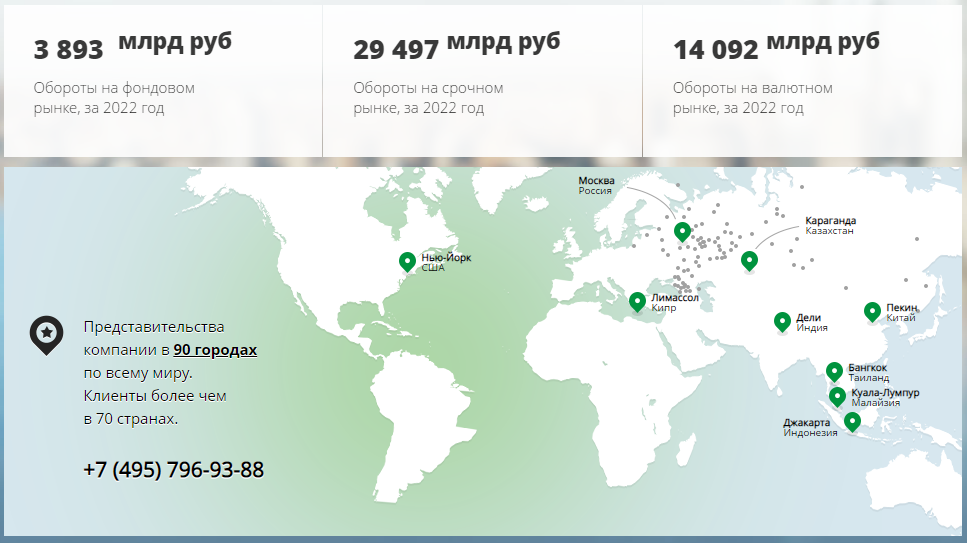 3 893 млрд руб
Обороты на фондовом
рынке, за 2022 год
29 497 млрд руб
Обороты на срочном
рынке, за 2022 год
14 092 млрд руб
Обороты на валютном
рынке, за 2022 год
Москва
Россия
Караганда
Казахстан
Нью-Йорк
США
Лимассол
Кипр
Дели
Индия
Пекин
Китай
Бангкок
Таиланд
Куала-Лумпур
Малайзия
Джакарта
Индонезия
Представительства
компании в 90 городах
по всему миру.
Клиенты более чем
в 70 странах.
+7 (495) 796-93-88